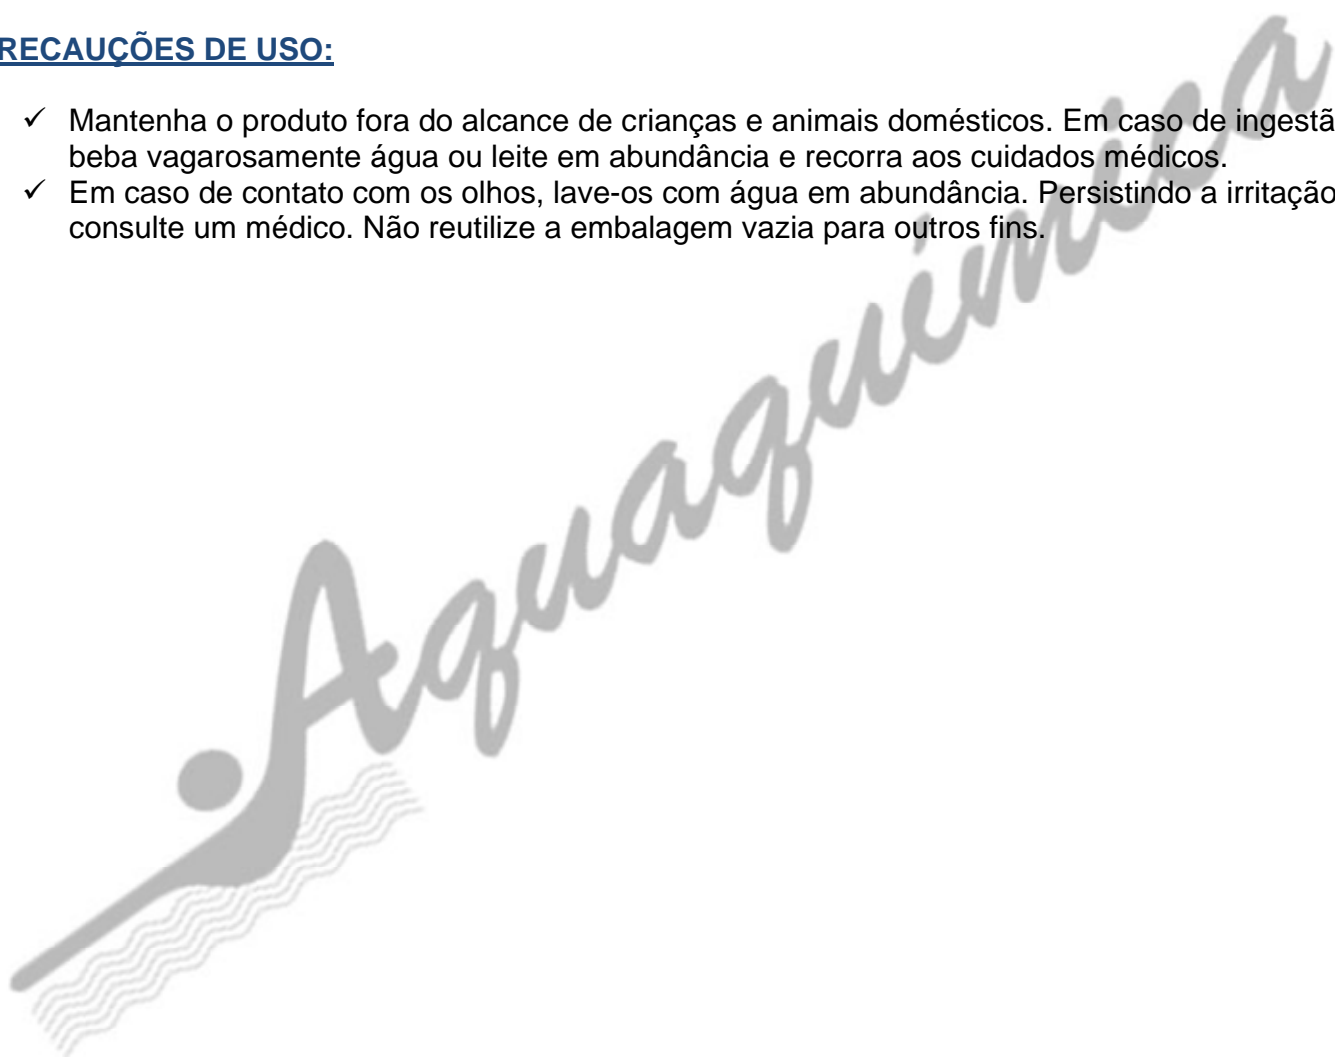 RECAUÇÕES DE USO:
✓ Mantenha o produto fora do alcance de crianças e animais domésticos. Em caso de ingestã
beba vagarosamente água ou leite em abundância e recorra aos cuidados médicos.
✓ Em caso de contato com os olhos, lave-os com água em abundância. Persistindo a irritação
consulte um médico. Não reutilize a embalagem vazia para outros fins.
Aquaquímica